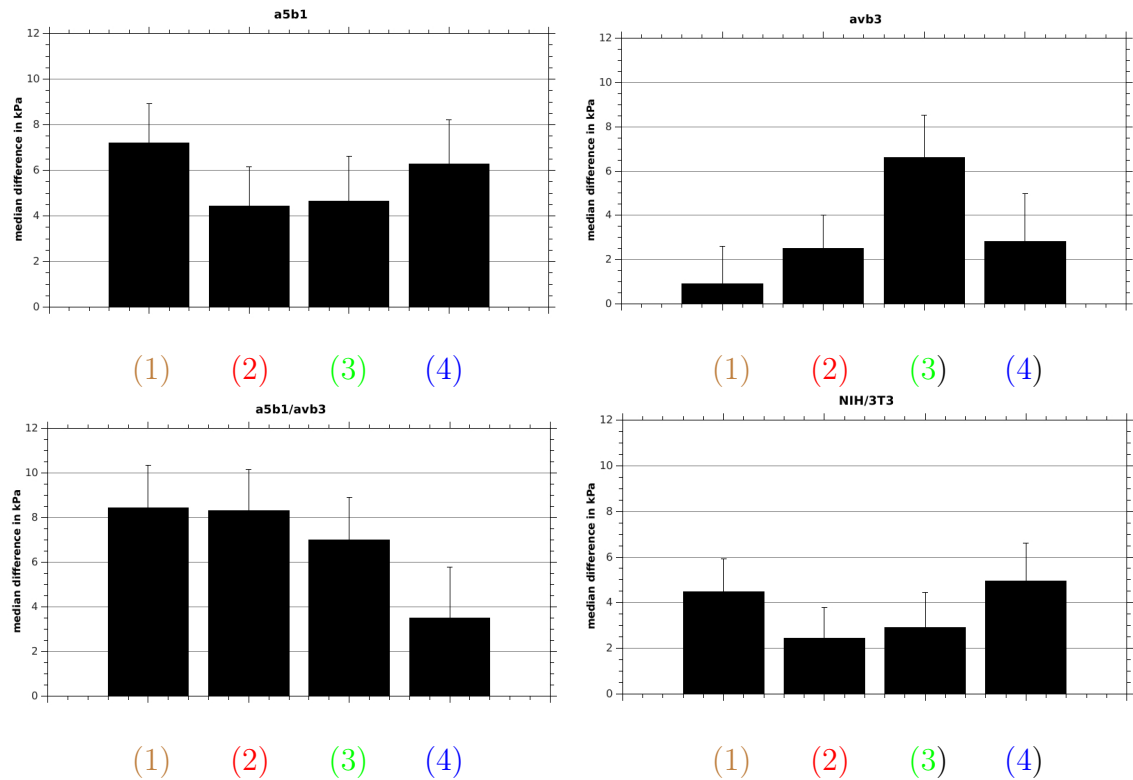 a5b1
median difference in kPa
12
10
8
6
4
2
0
(1) (2) (3) (4)
avb3
median difference in kPa
12
10
8
6
4
2
0
(1) (2) (3) (4)
a5b1/avb3
median difference in kPa
12
10
8
6
4
2
0
(1) (2) (3) (4)
NIH/3T3
median difference in kPa
12
10
8
6
4
2
0
(1) (2) (3) (4)